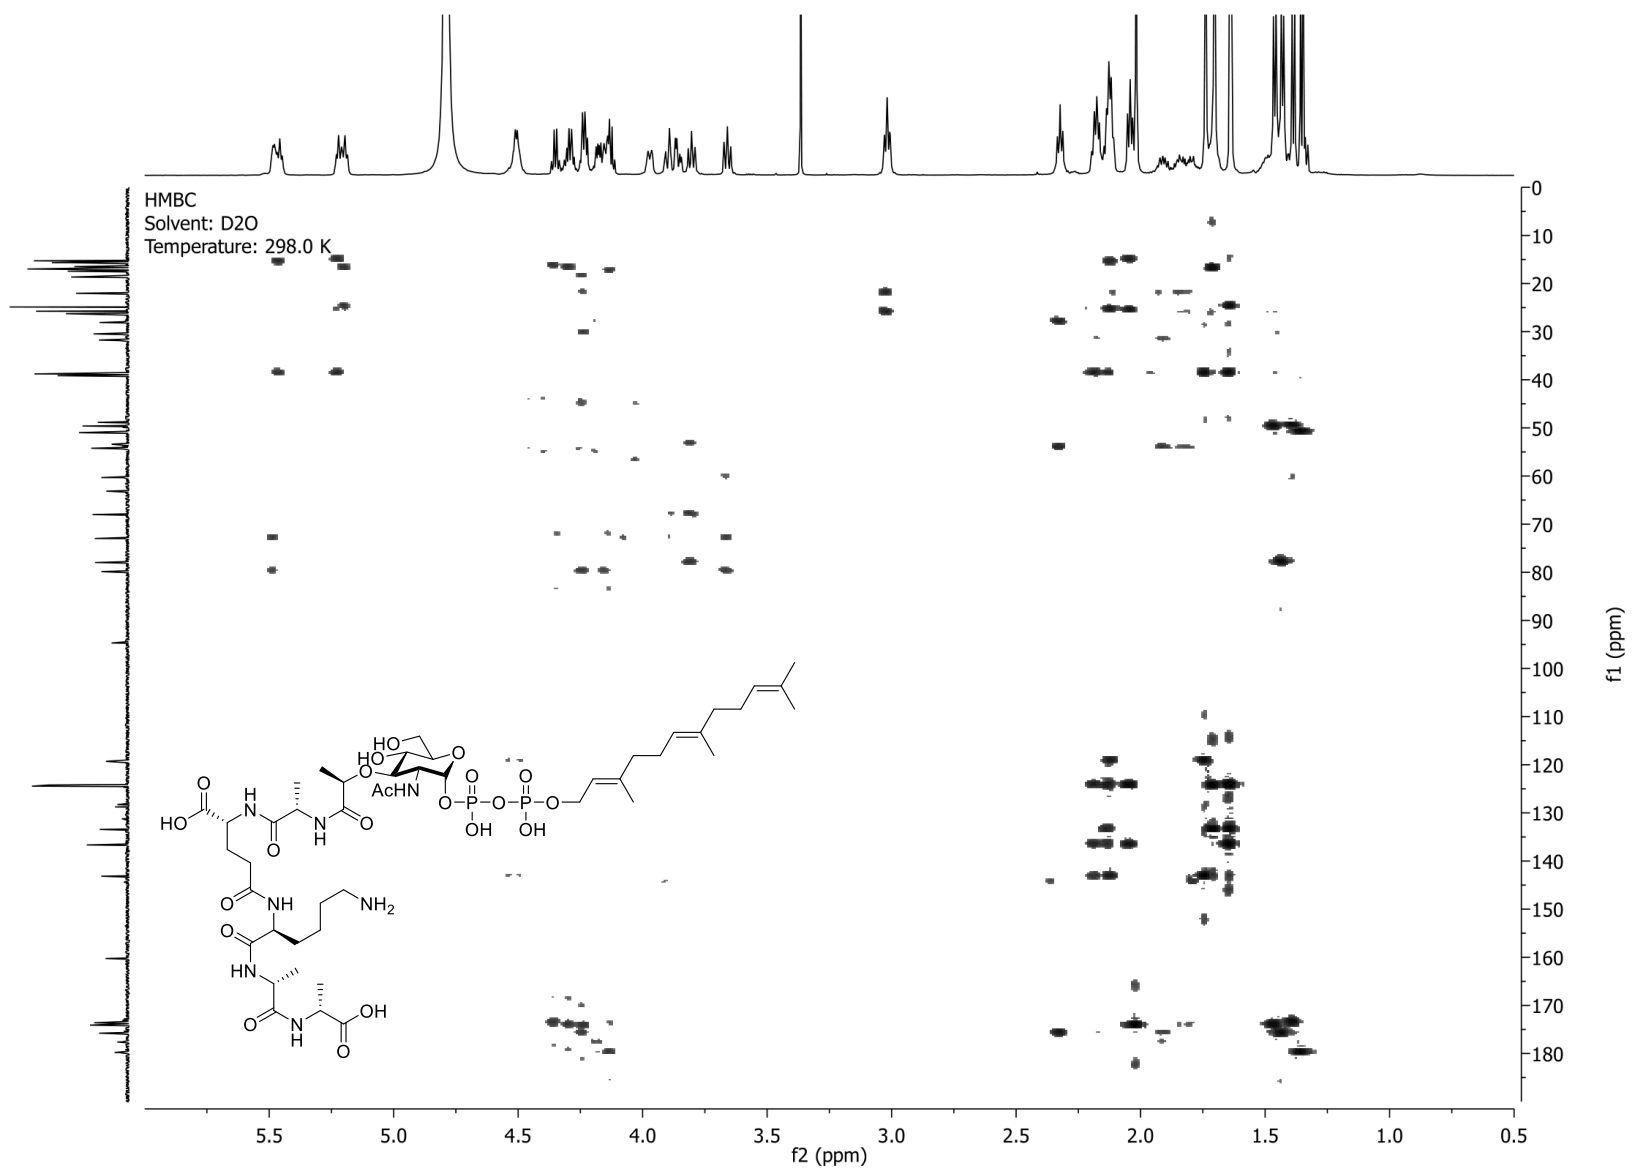 HMBC
Solvent: D2O
Temperature: 298.0 K
0
10
20
30
40
50
60
70
80
90
100
110
120
130
140
150
160
170
180
f1 (ppm)
HO
HO
O
O
AcHN
O
O
O
P
O
P
O
OH
OH
O
HO
H
N
O
N
H
O
O
NH
NH2
O
HN
O
N
H
OH
O
5.5
5.0
4.5
4.0
3.5
3.0
2.5
2.0
1.5
1.0
0.5
f2 (ppm)